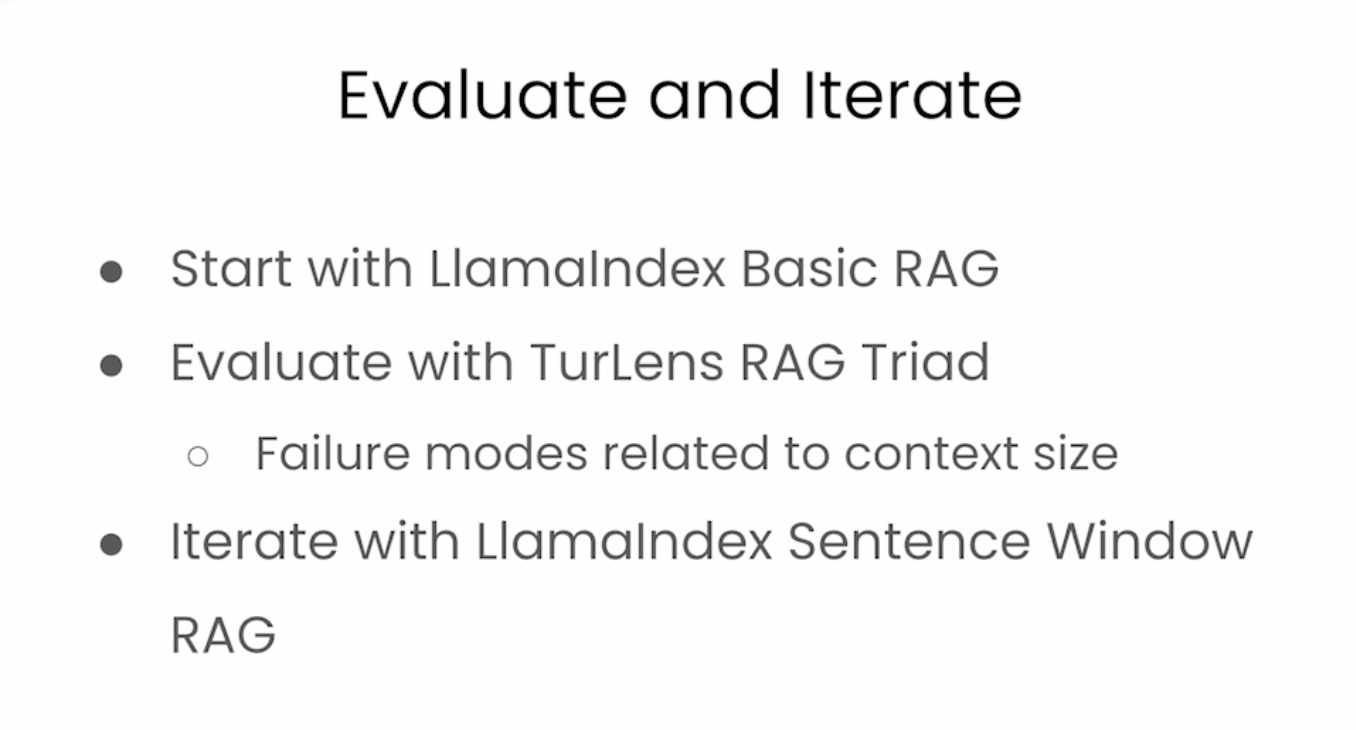 Evaluate and Iterate
● Start with LlamaIndex Basic RAG
● Evaluate with TurLens RAG Triad
○ Failure modes related to context size
● Iterate with LlamaIndex Sentence Window
RAG